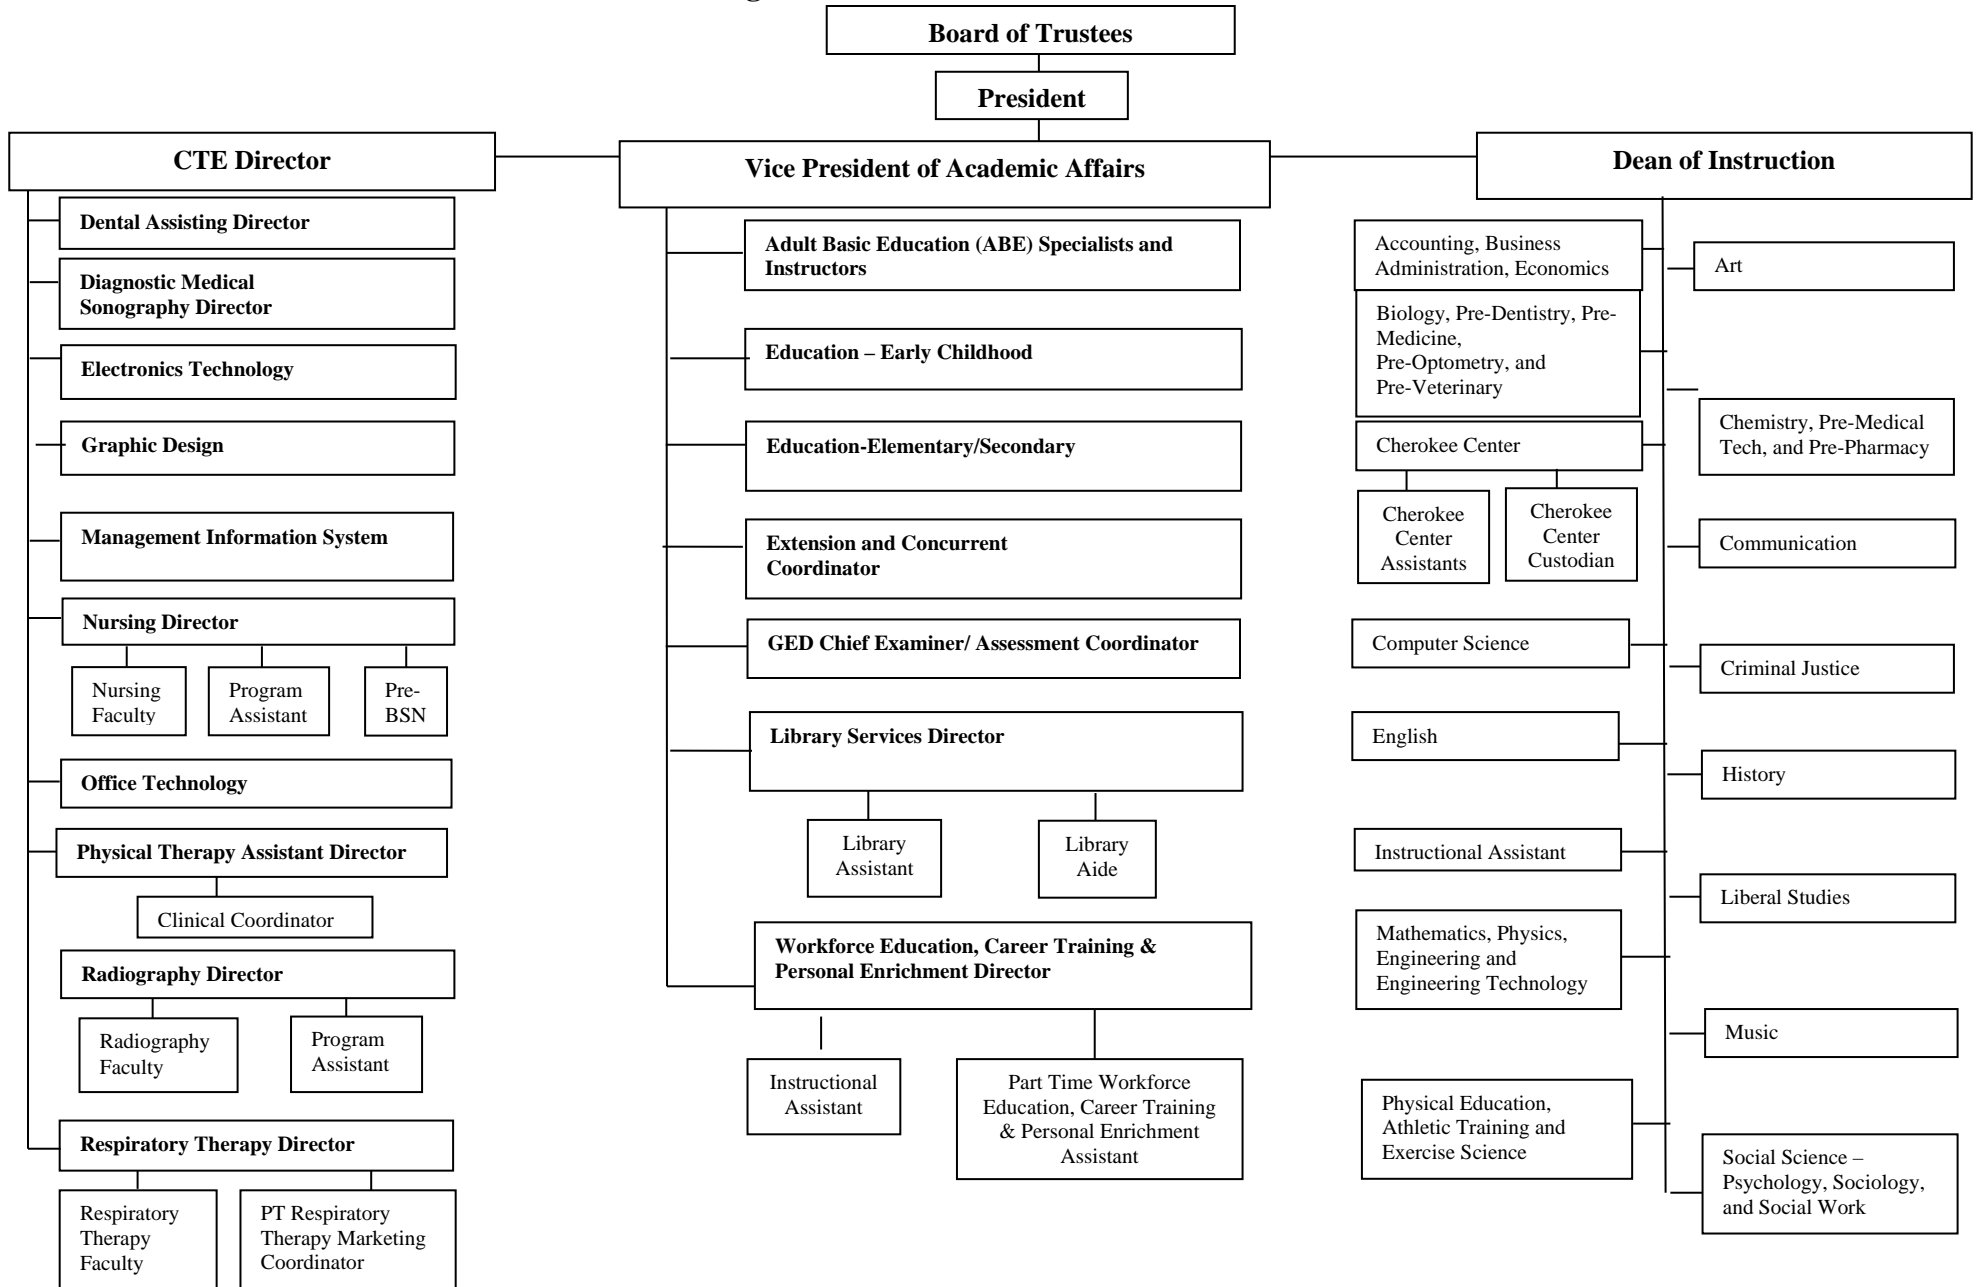 Board of Trustees
President
CTE Director
Vice President of Academic Affairs
Dean of Instruction
Dental Assisting Director
Diagnostic Medical
Sonography Director
Electronics Technology
Graphic Design
Management Information System
Nursing Director
Nursing
Faculty
Program
Assistant
Pre-
BSN
Office Technology
Physical Therapy Assistant Director
Clinical Coordinator
Radiography Director
Radiography
Faculty
Program
Assistant
Respiratory Therapy Director
Respiratory
Therapy
Faculty
PT Respiratory
Therapy Marketing
Coordinator
Adult Basic Education (ABE) Specialists and
Instructors
Education – Early Childhood
Education-Elementary/Secondary
Extension and Concurrent
Coordinator
GED Chief Examiner/ Assessment Coordinator
Library Services Director
Library
Assistant
Library
Aide
Workforce Education, Career Training &
Personal Enrichment Director
Instructional
Assistant
Part Time Workforce
Education, Career Training
& Personal Enrichment
Assistant
Accounting, Business
Administration, Economics
Biology, Pre-Dentistry, Pre-
Medicine,
Pre-Optometry, and
Pre-Veterinary
Cherokee Center
Cherokee
Center
Assistants
Cherokee
Center
Custodian
Computer Science
English
Instructional Assistant
Mathematics, Physics,
Engineering and
Engineering Technology
Physical Education,
Athletic Training and
Exercise Science
Art
Chemistry, Pre-Medical
Tech, and Pre-Pharmacy
Communication
Criminal Justice
History
Liberal Studies
Music
Social Science –
Psychology, Sociology,
and Social Work